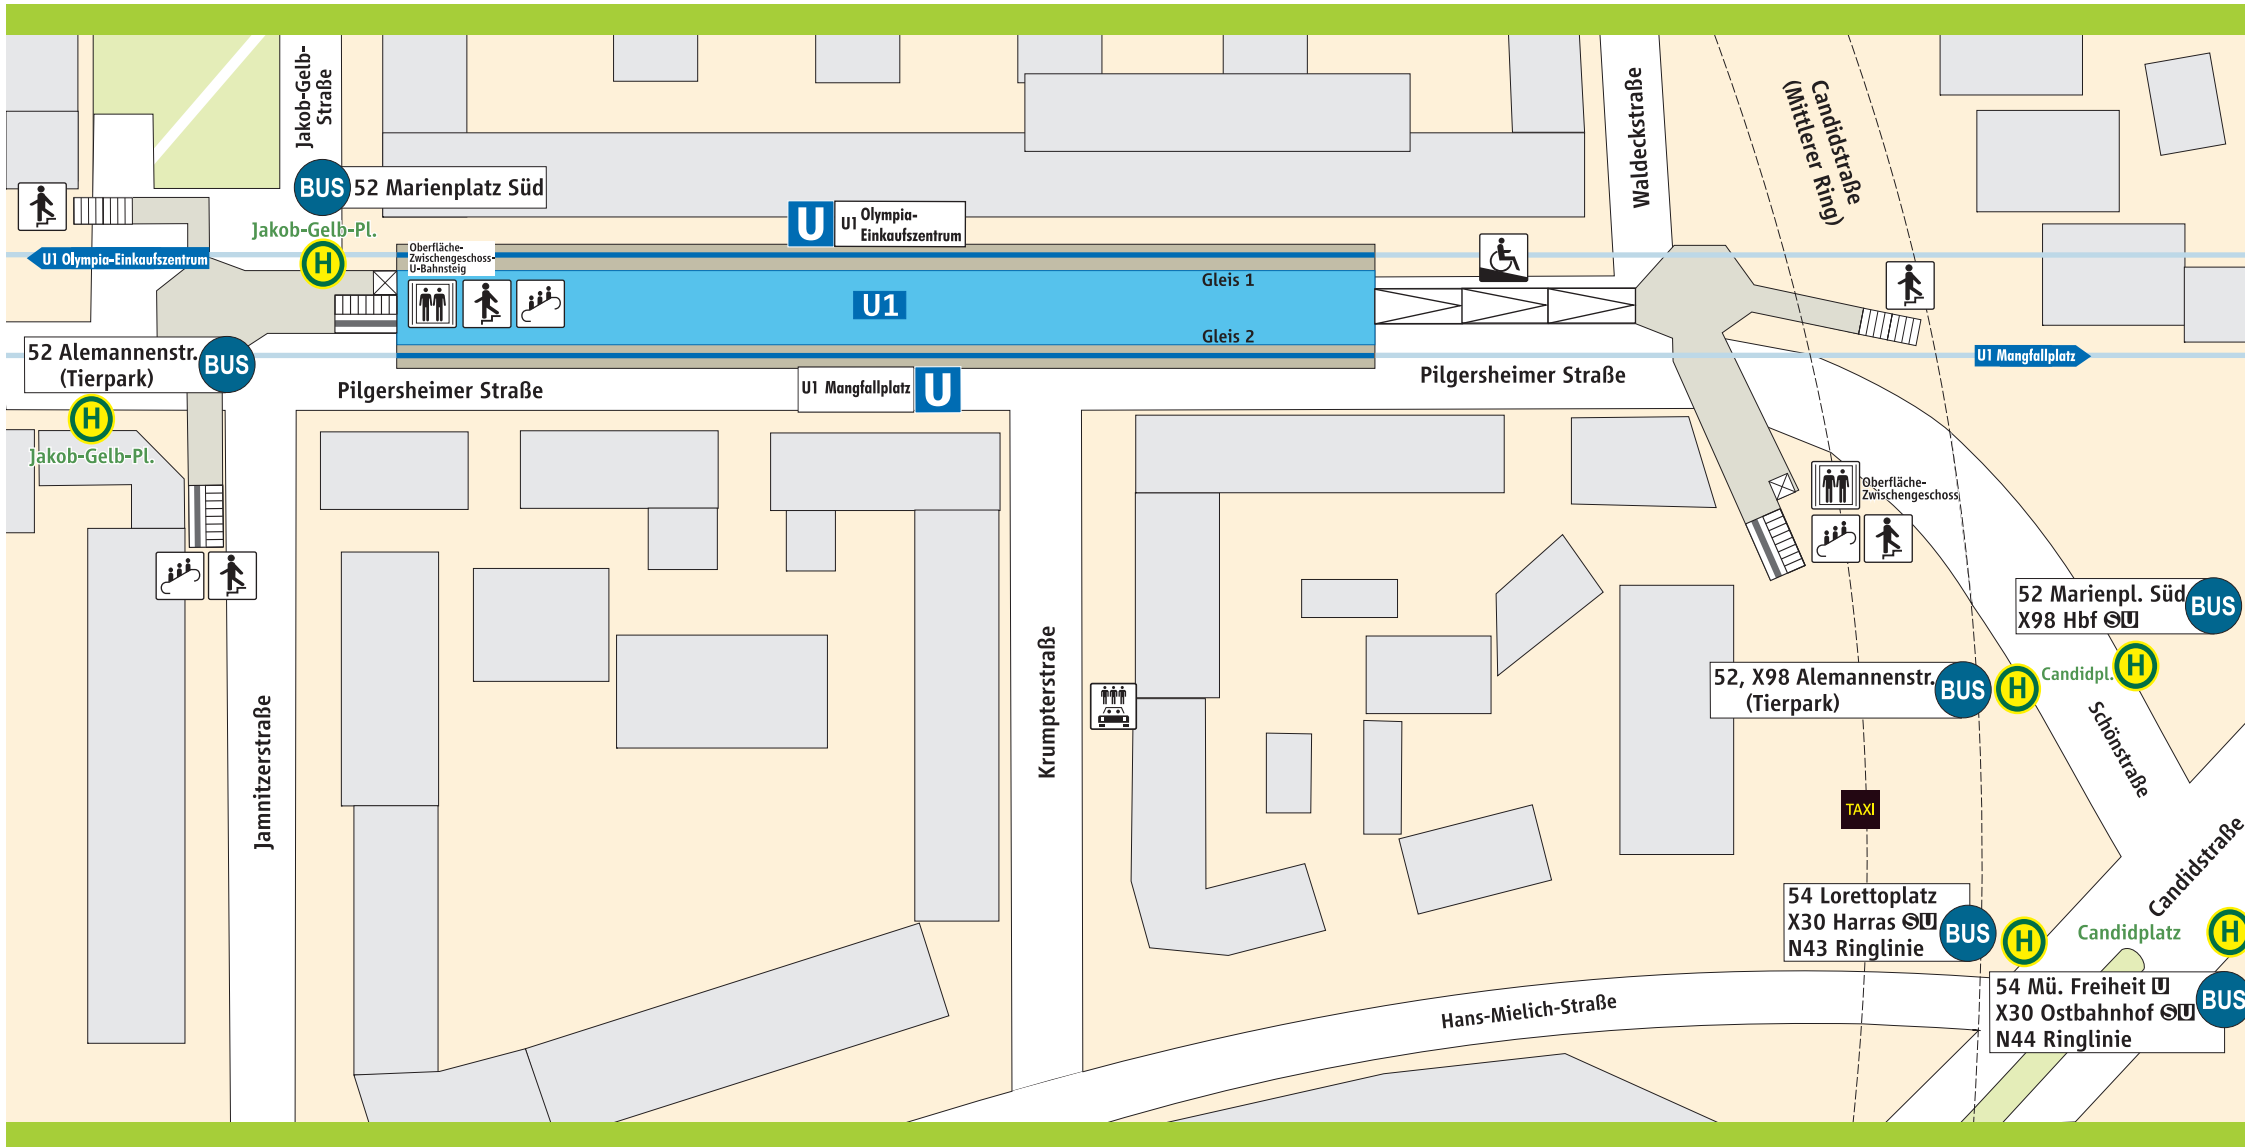 Jakob-Gelb-
Straße
BUS
52 Marienplatz Süd
Jakob-Gelb-Pl.
H
U1 Olympia-Einkaufszentrum
Oberfläche-
Zwischengeschoss-
U-Bahnsteig
U
U1 Olympia-
Einkaufszentrum
Gleis 1
U1
Gleis 2
Waldeckstraße
Candidstraße
(Mittlerer Ring)
52 Alemannenstr.
(Tierpark)
BUS
H
Jakob-Gelb-Pl.
Pilgersheimer Straße
U1 Mangfallplatz
U
Pilgersheimer Straße
U1 Mangfallplatz
Oberfläche-
Zwischengeschoss
52 Marienpl. Süd
X98 Hbf S U
BUS
52, X98 Alemannenstr.
(Tierpark)
BUS
H
Candidpl.
H
Schönstraße
Jamnitzerstraße
Krumpterstraße
TAXI
Candidstraße
54 Lorettoplatz
X30 Harras S U
N43 Ringlinie
BUS
H
Candidplatz
H
54 Mü. Freiheit U
X30 Ostbahnhof S U
N44 Ringlinie
BUS
Hans-Mielich-Straße